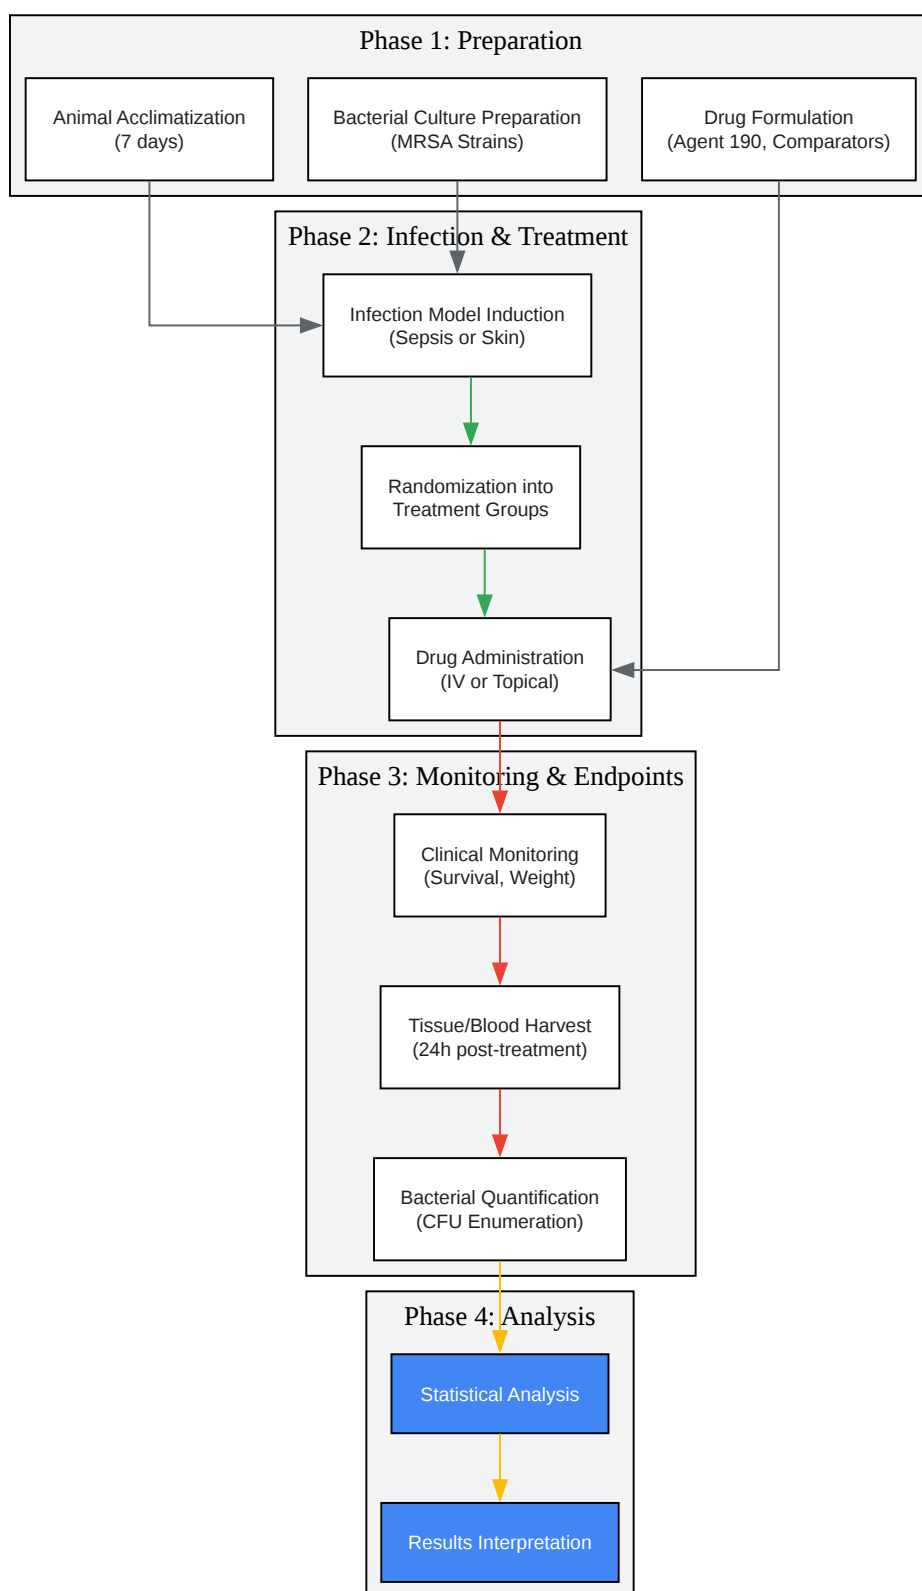 Phase 1: Preparation
Animal Acclimatization
(7 days)
Bacterial Culture Preparation
(MRSA Strains)
Drug Formulation
(Agent 190, Comparators)
Phase 2: Infection & Treatment
Infection Model Induction
(Sepsis or Skin)
Randomization into
Treatment Groups
Drug Administration
(IV or Topical)
Phase 3: Monitoring & Endpoints
Clinical Monitoring
(Survival, Weight)
Tissue/Blood Harvest
(24h post-treatment)
Bacterial Quantification
(CFU Enumeration)
Phase 4: Analysis
Statistical Analysis
Results Interpretation